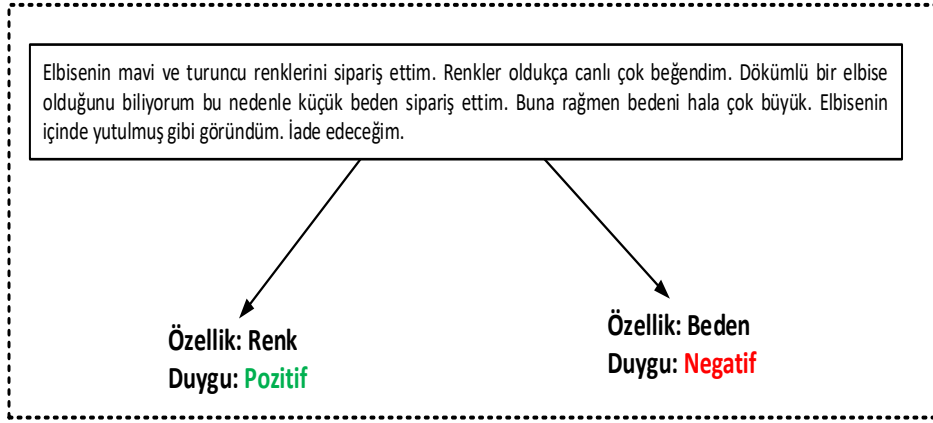 Elbisenin mavi ve turuncu renklerini sipariş ettim. Renkler oldukça canlı çok beğendim. Dökümlü bir elbise
olduğunu biliyorum bu nedenle küçük beden sipariş ettim. Buna rağmen bedeni hala çok büyük. Elbisenin
içinde yutulmuş gibi göründüm. İade edeceğim.
Özellik: Renk
Duygu: Pozitif
Özellik: Beden
Duygu: Negatif